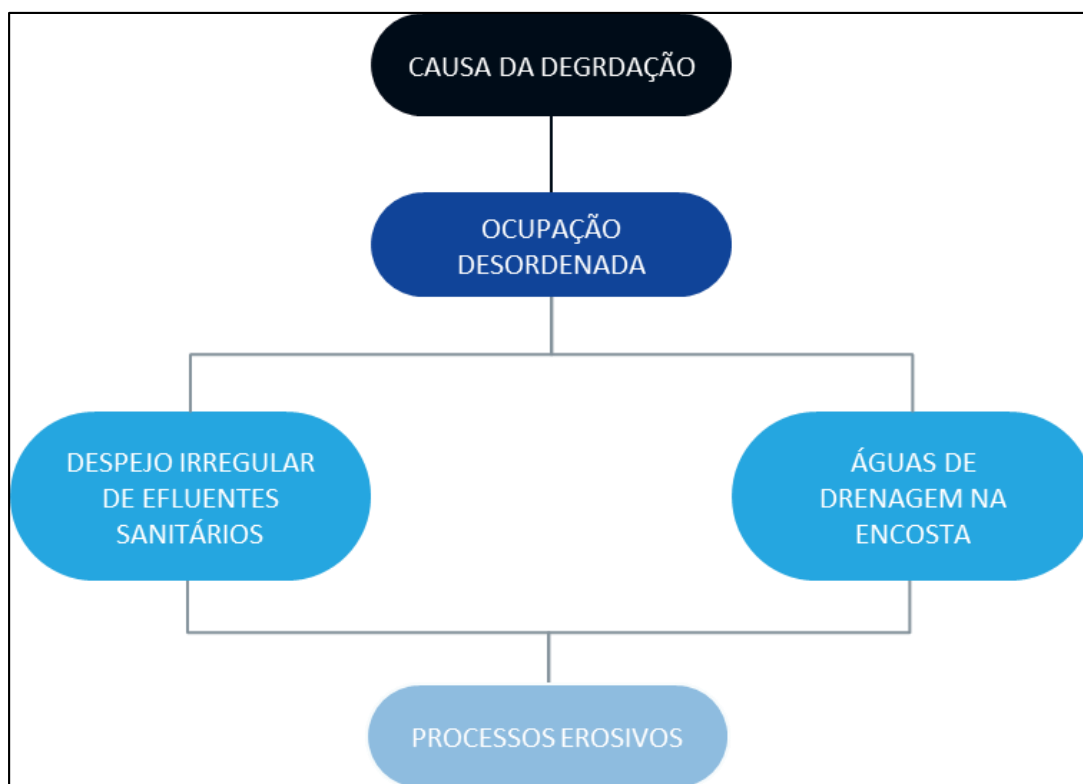 CAUSA DA DEGRDAÇÃO
OCUPAÇÃO
DESORDENADA
DESPEJO IRREGULAR
DE EFLUENTES
SANITÁRIOS
ÁGUAS DE
DRENAGEM NA
ENCOSTA
PROCESSOS EROSIVOS